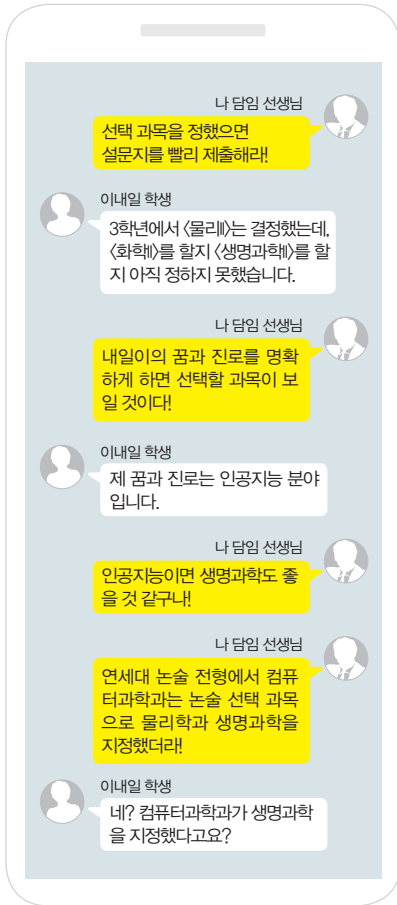 나 담임 선생님
선택 과목을 정했으면
설문지를 빨리 제출해라!
이내일 학생
3학년에서 〈물리Ⅱ〉는 결정했는데,
〈화학Ⅱ〉를 할지 〈생명과학Ⅱ〉를 할
지 아직 정하지 못했습니다.
나 담임 선생님
내일이의 꿈과 진로를 명확
하게 하면 선택할 과목이 보
일 것이다!
이내일 학생
제 꿈과 진로는 인공지능 분야
입니다.
나 담임 선생님
인공지능이면 생명과학도 좋
을 것 같구나!
나 담임 선생님
연세대 논술 전형에서 컴퓨
터과학과는 논술 선택 과목
으로 물리학과 생명과학을
지정했더라!
이내일 학생
네? 컴퓨터과학과가 생명과학
을 지정했다고요?